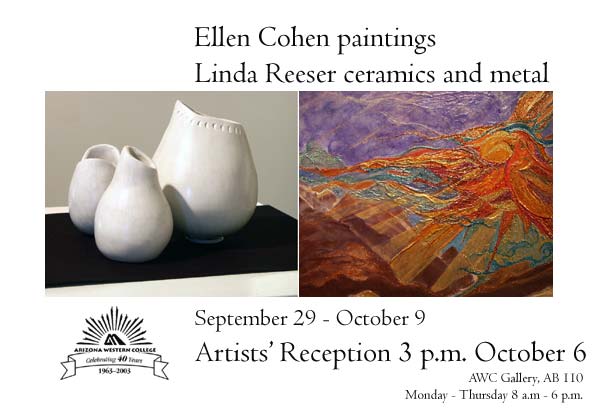 Ellen Cohen paintings
Linda Reeser ceramics and metal
September 29 - October 9
Artists' Reception 3 p.m. October 6
AWC Gallery, AB 110
Monday - Thursday 8 a.m - 6 p.m.
ARIZONA WESTERN COLLEGE
Celebrating 40 Years
1963-2003